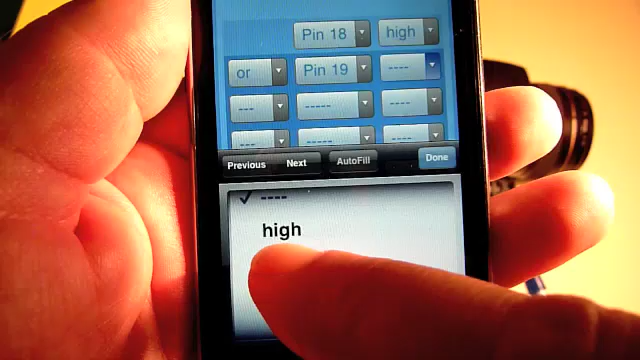 Pin 18 high
or Pin 19 ----
--- ----- ----
--- ----- ----
Previous Next AutoFill Done
✓ ----
high